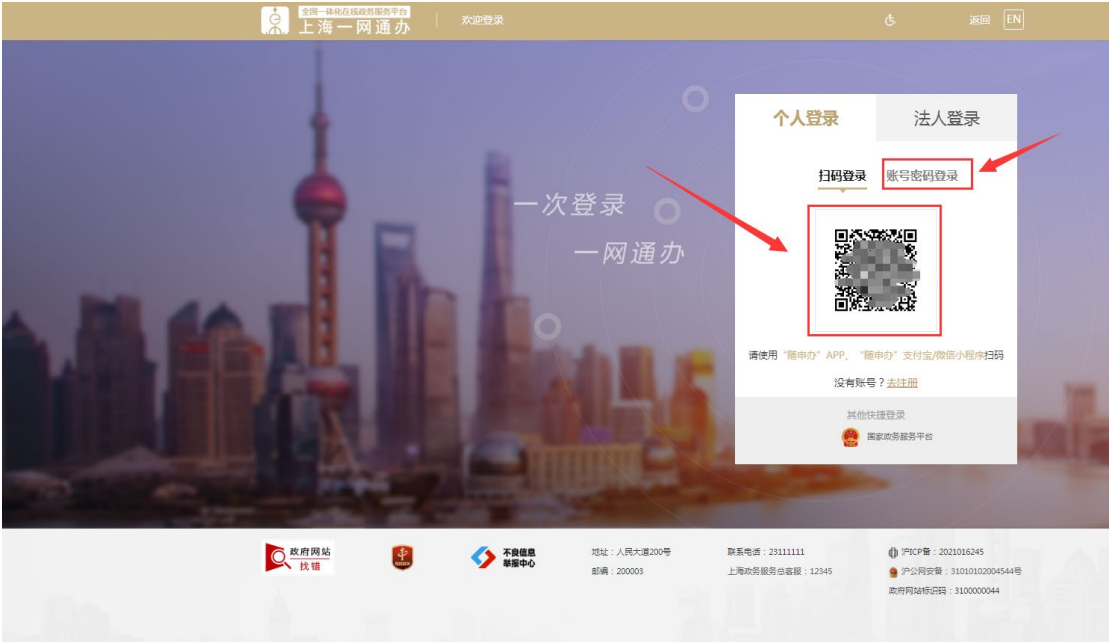 全国一体化在线政务服务平台
上海一网通办
欢迎登录
返回
EN
个人登录
法人登录
扫码登录
账号密码登录
一次登录
一网通办
请使用“随申办”APP、“随申办”支付宝/微信小程序扫码
没有账号？去注册
其他快捷登录
国家政务服务平台
政府网站
找错
不良信息
举报中心
地址：人民大道200号
邮编：200003
联系电话：23111111
上海政务服务总客服：12345
沪ICP备：2021016245
沪公网安备：31010102004544号
政府网站标识码：3100000044